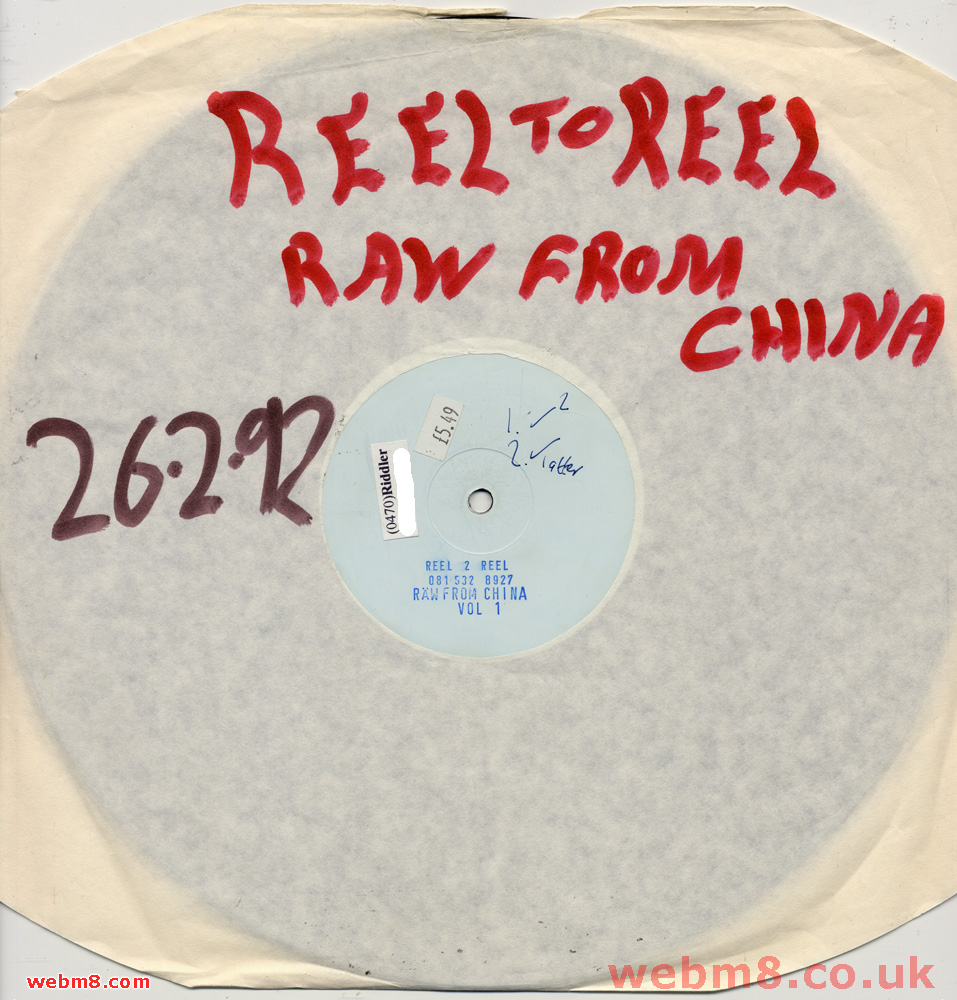 REEL TO REEL
RAW FROM
CHINA
26.2.92
£5.49
1. ✓ 2
2. ✓
(0470)Riddler
REEL 2 REEL
081 532 8927
RAW FROM CHINA
VOL 1
webm8.com
webm8.co.uk